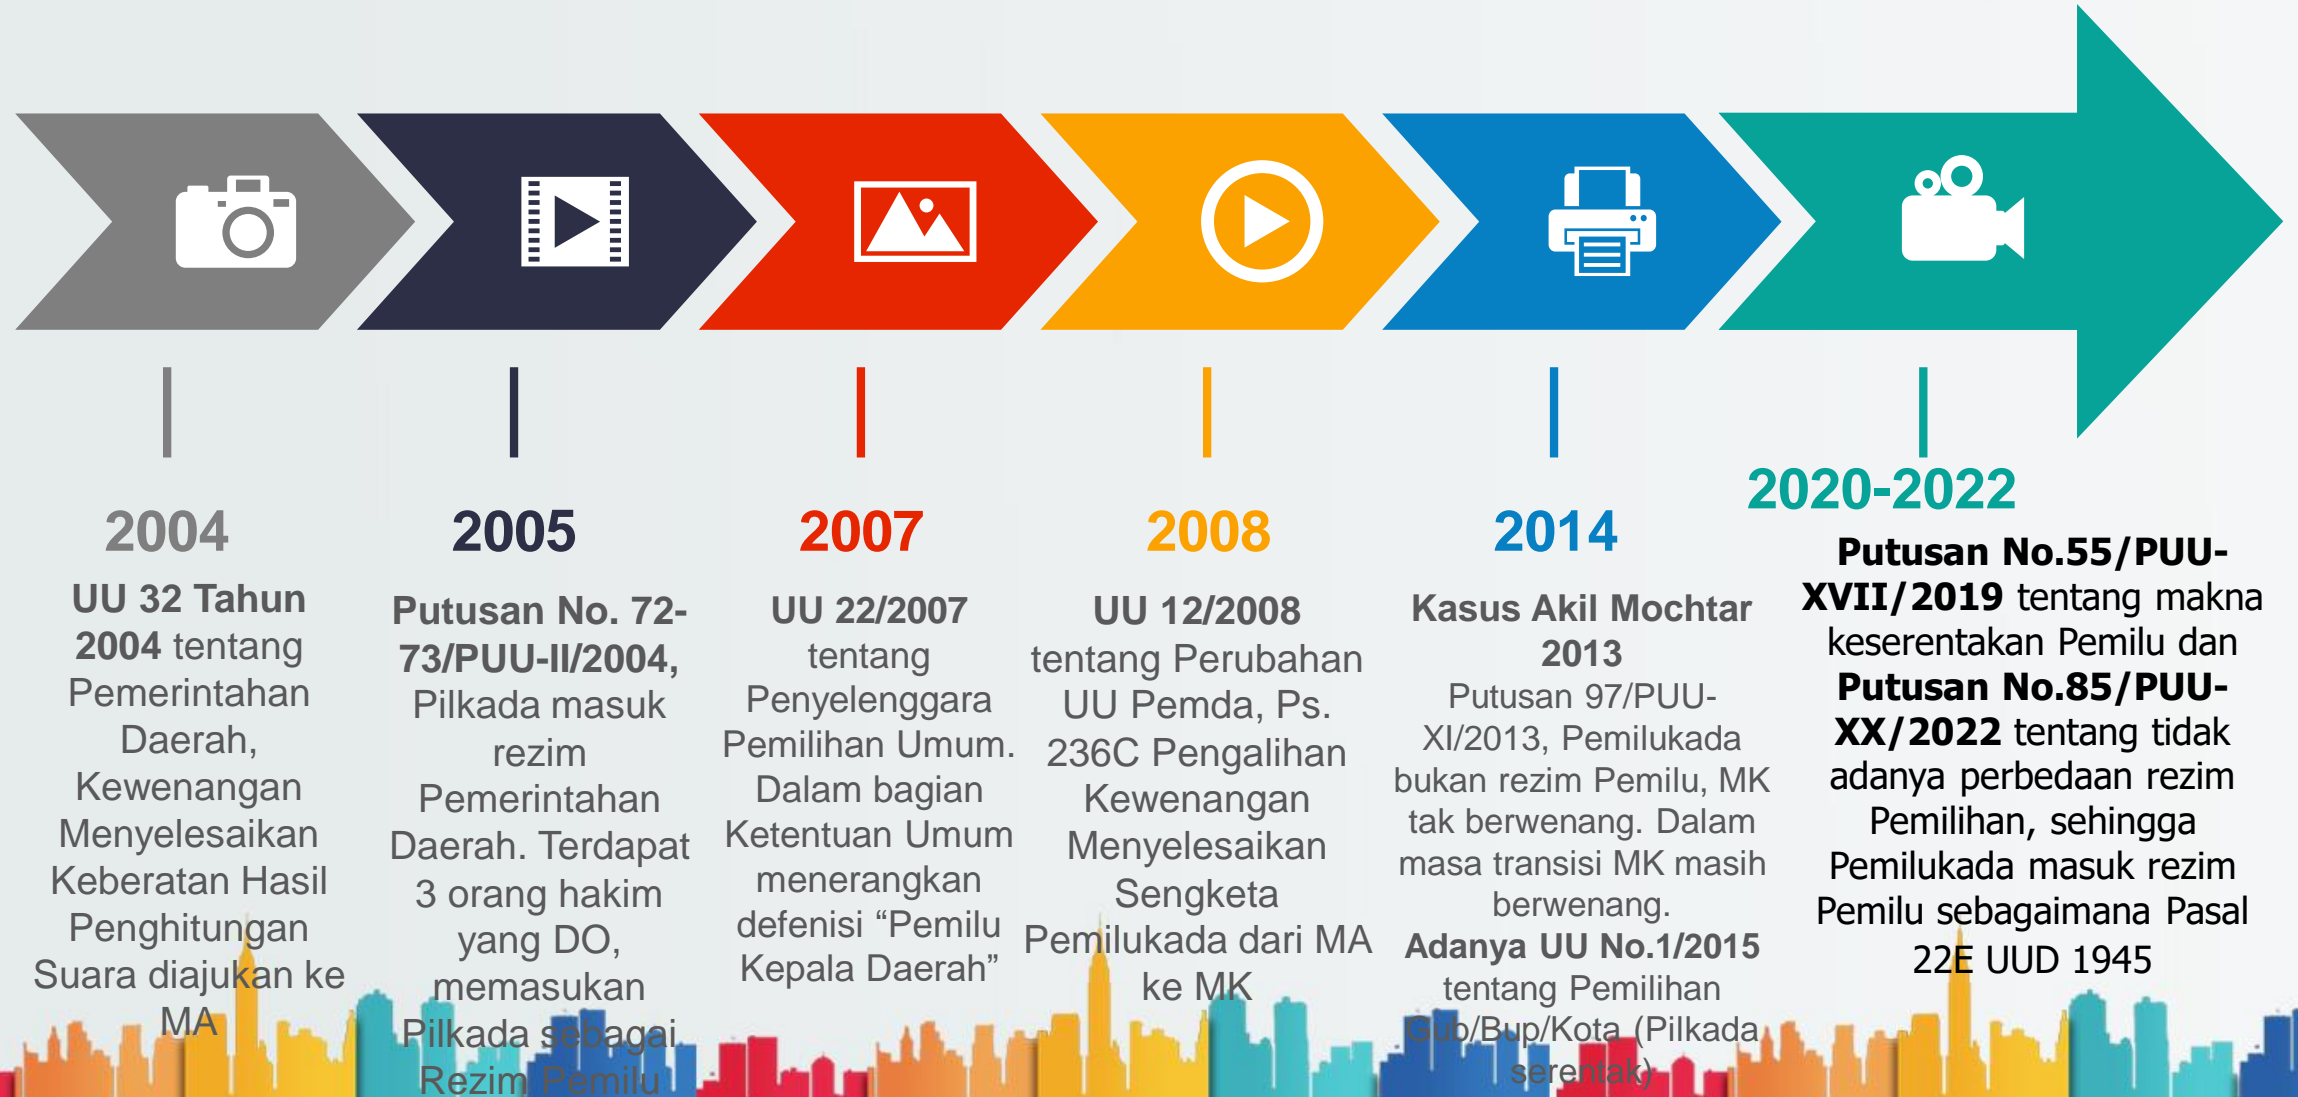 2004
UU 32 Tahun
2004 tentang
Pemerintahan
Daerah,
Kewenangan
Menyelesaikan
Keberatan Hasil
Penghitungan
Suara diajukan ke
MA
2005
Putusan No. 72-
73/PUU-II/2004,
Pilkada masuk
rezim
Pemerintahan
Daerah. Terdapat
3 orang hakim
yang DO,
memasukan
Pilkada sebagai
Rezim Pemilu
2007
UU 22/2007
tentang
Penyelenggara
Pemilihan Umum.
Dalam bagian
Ketentuan Umum
menerangkan
defenisi “Pemilu
Kepala Daerah”
2008
UU 12/2008
tentang Perubahan
UU Pemda, Ps.
236C Pengalihan
Kewenangan
Menyelesaikan
Sengketa
Pemilukada dari MA
ke MK
2014
Kasus Akil Mochtar
2013
Putusan 97/PUU-
XI/2013, Pemilukada
bukan rezim Pemilu, MK
tak berwenang. Dalam
masa transisi MK masih
berwenang.
Adanya UU No.1/2015
tentang Pemilihan
Gub/Bup/Kota (Pilkada
serentak)
2020-2022
Putusan No.55/PUU-
XVII/2019 tentang makna
keserentakan Pemilu dan
Putusan No.85/PUU-
XX/2022 tentang tidak
adanya perbedaan rezim
Pemilihan, sehingga
Pemilukada masuk rezim
Pemilu sebagaimana Pasal
22E UUD 1945